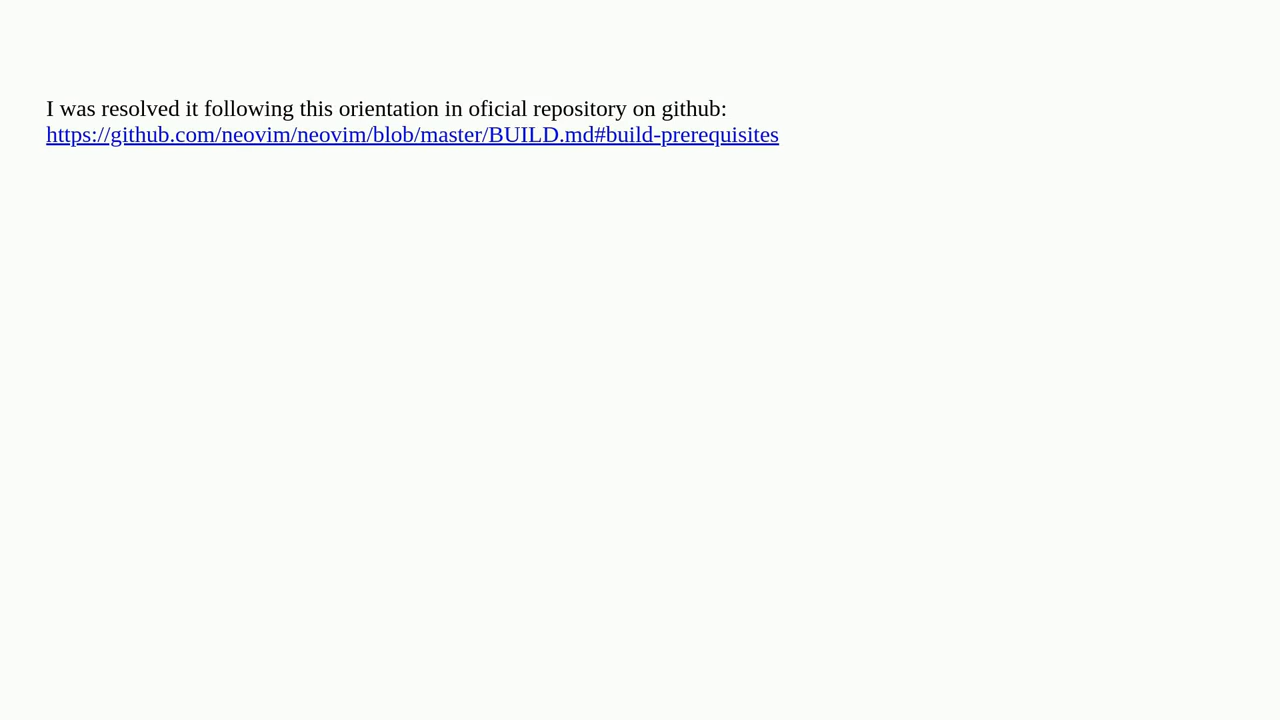 I was resolved it following this orientation in oficial repository on github:
https://github.com/neovim/neovim/blob/master/BUILD.md#build-prerequisites